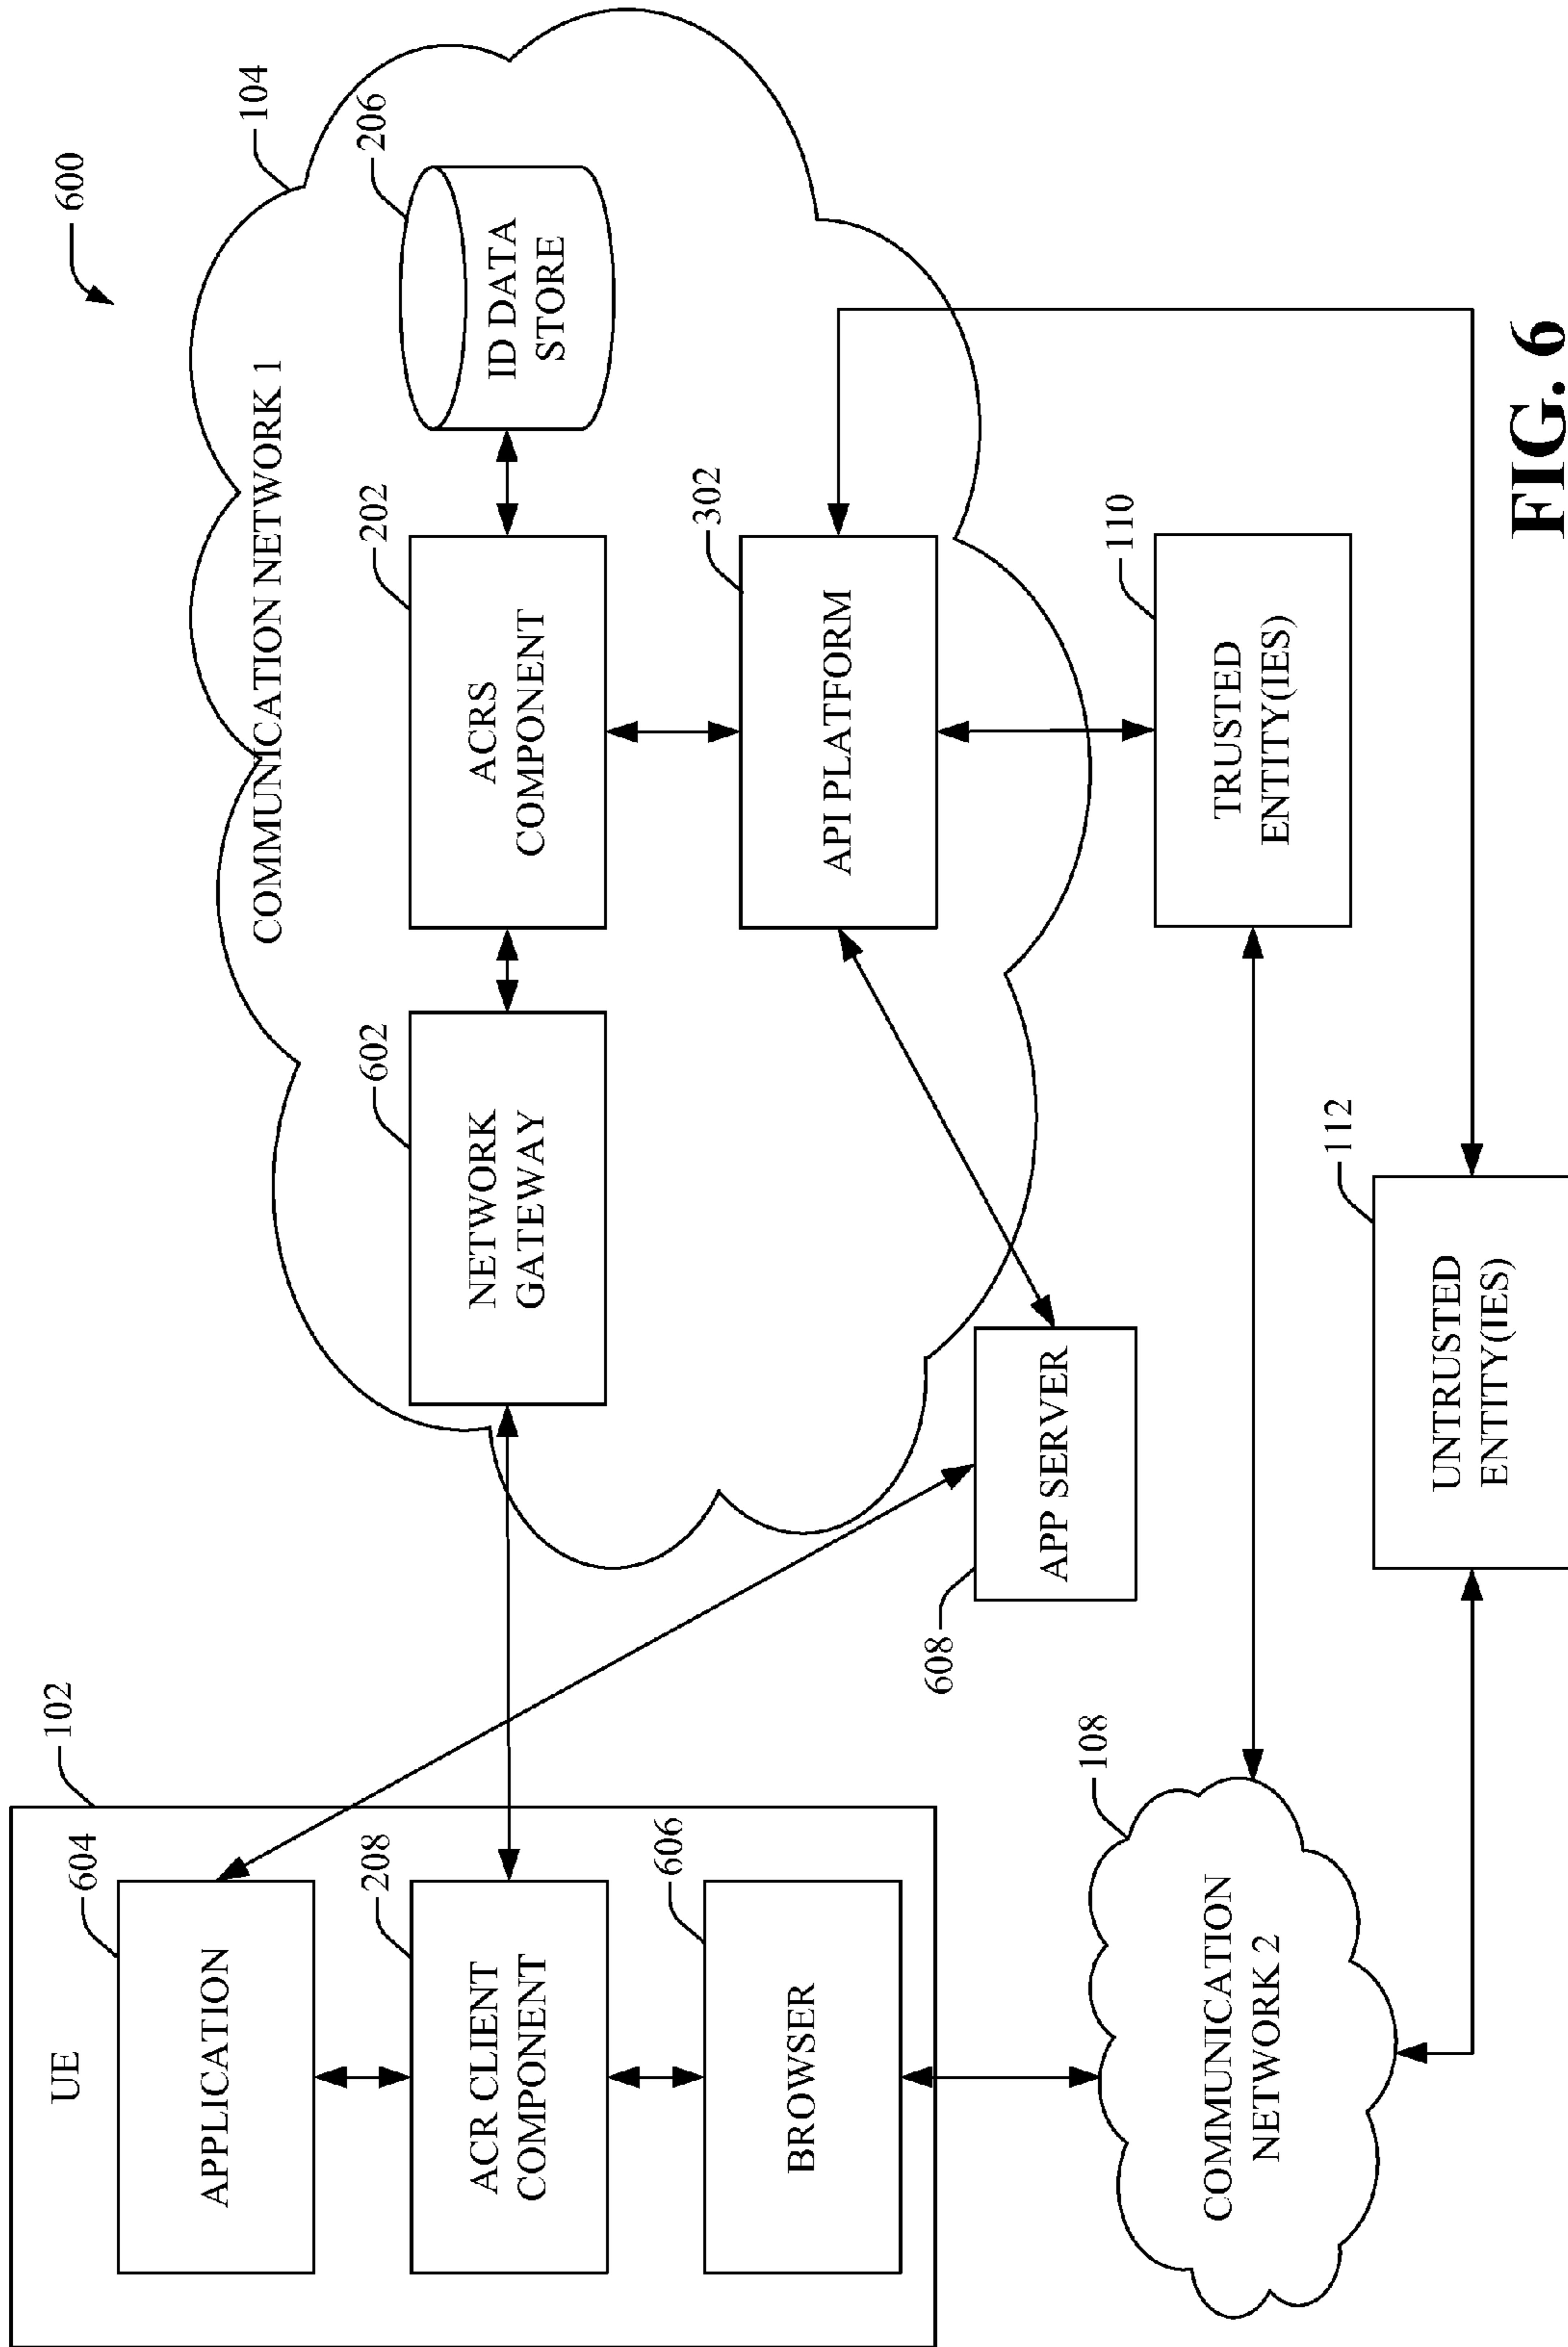 600
104
COMMUNICATION NETWORK 1
206
ID DATA
STORE
202
ACRS
COMPONENT
602
NETWORK
GATEWAY
302
API PLATFORM
102
UE
604
APPLICATION
208
ACR CLIENT
COMPONENT
606
BROWSER
608
APP SERVER
110
TRUSTED
ENTITY(IES)
108
COMMUNICATION
NETWORK 2
112
UNTRUSTED
ENTITY(IES)
FIG. 6